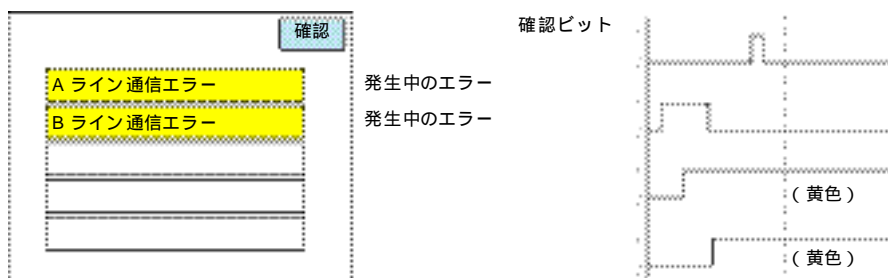 確認
確認ビット
A ライン通信エラー
発生中のエラー
B ライン通信エラー
発生中のエラー
(黄色)
(黄色)